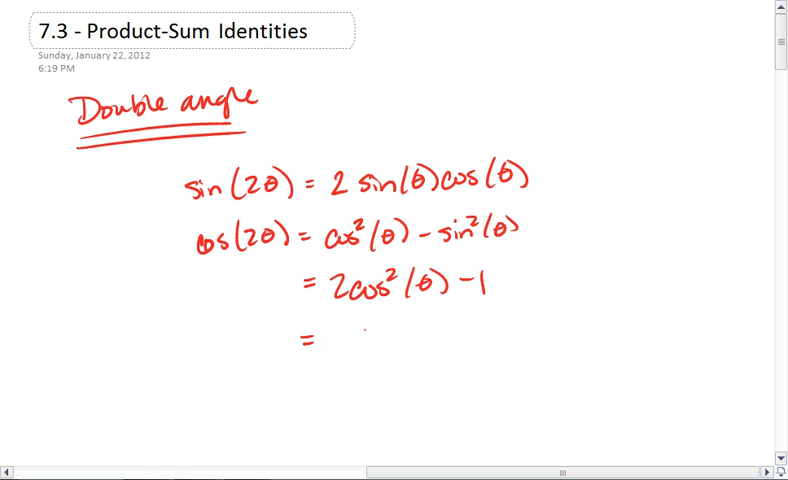 7.3 - Product-Sum Identities
Sunday, January 22, 2012
6:19 PM
Double angle
sin(2θ) = 2 sin(θ)cos(θ)
cos(2θ) = cos²(θ) - sin²(θ)
= 2cos²(θ) - 1
=